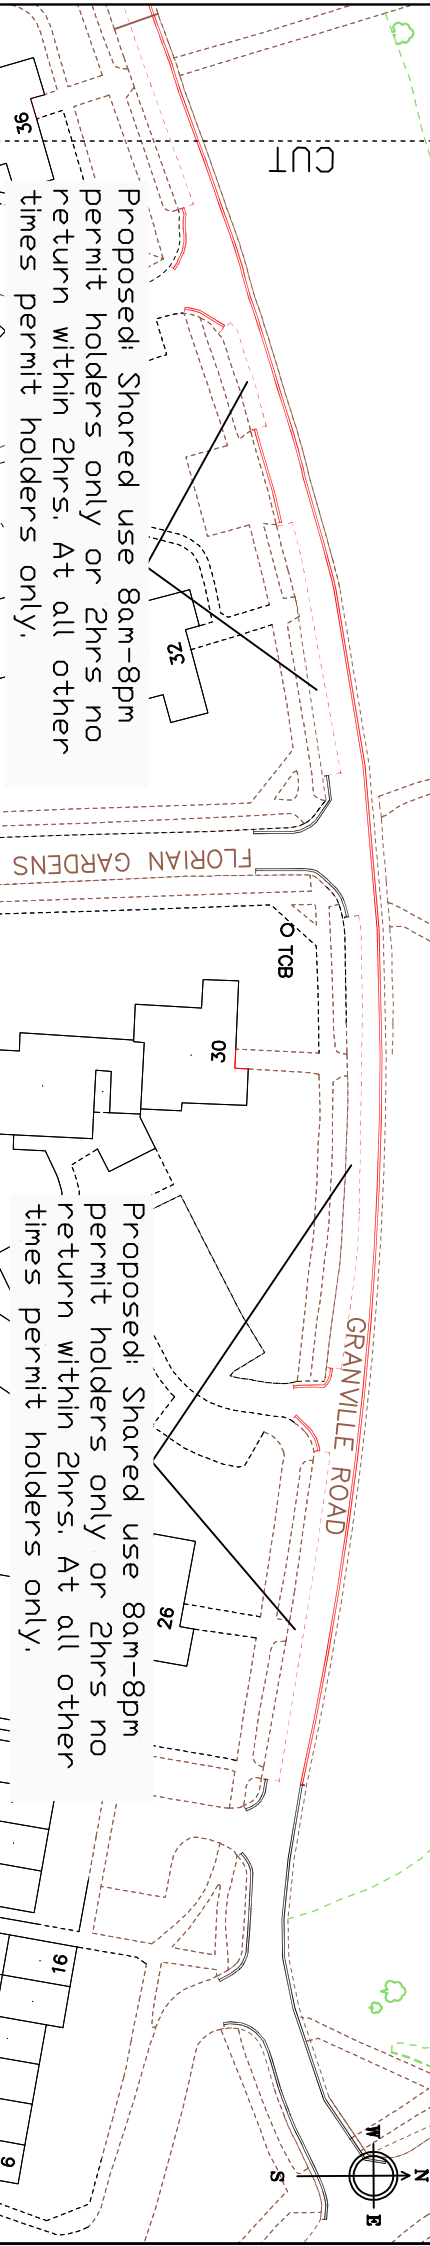 CUT
36
Proposed: Shared use 8am-8pm
permit holders only or 2hrs no
return within 2hrs. At all other
times permit holders only.
32
FLORIAN GARDENS
TCB
30
GRANVILLE ROAD
Proposed: Shared use 8am-8pm
permit holders only or 2hrs no
return within 2hrs. At all other
times permit holders only.
26
16
6
N
W
E
S